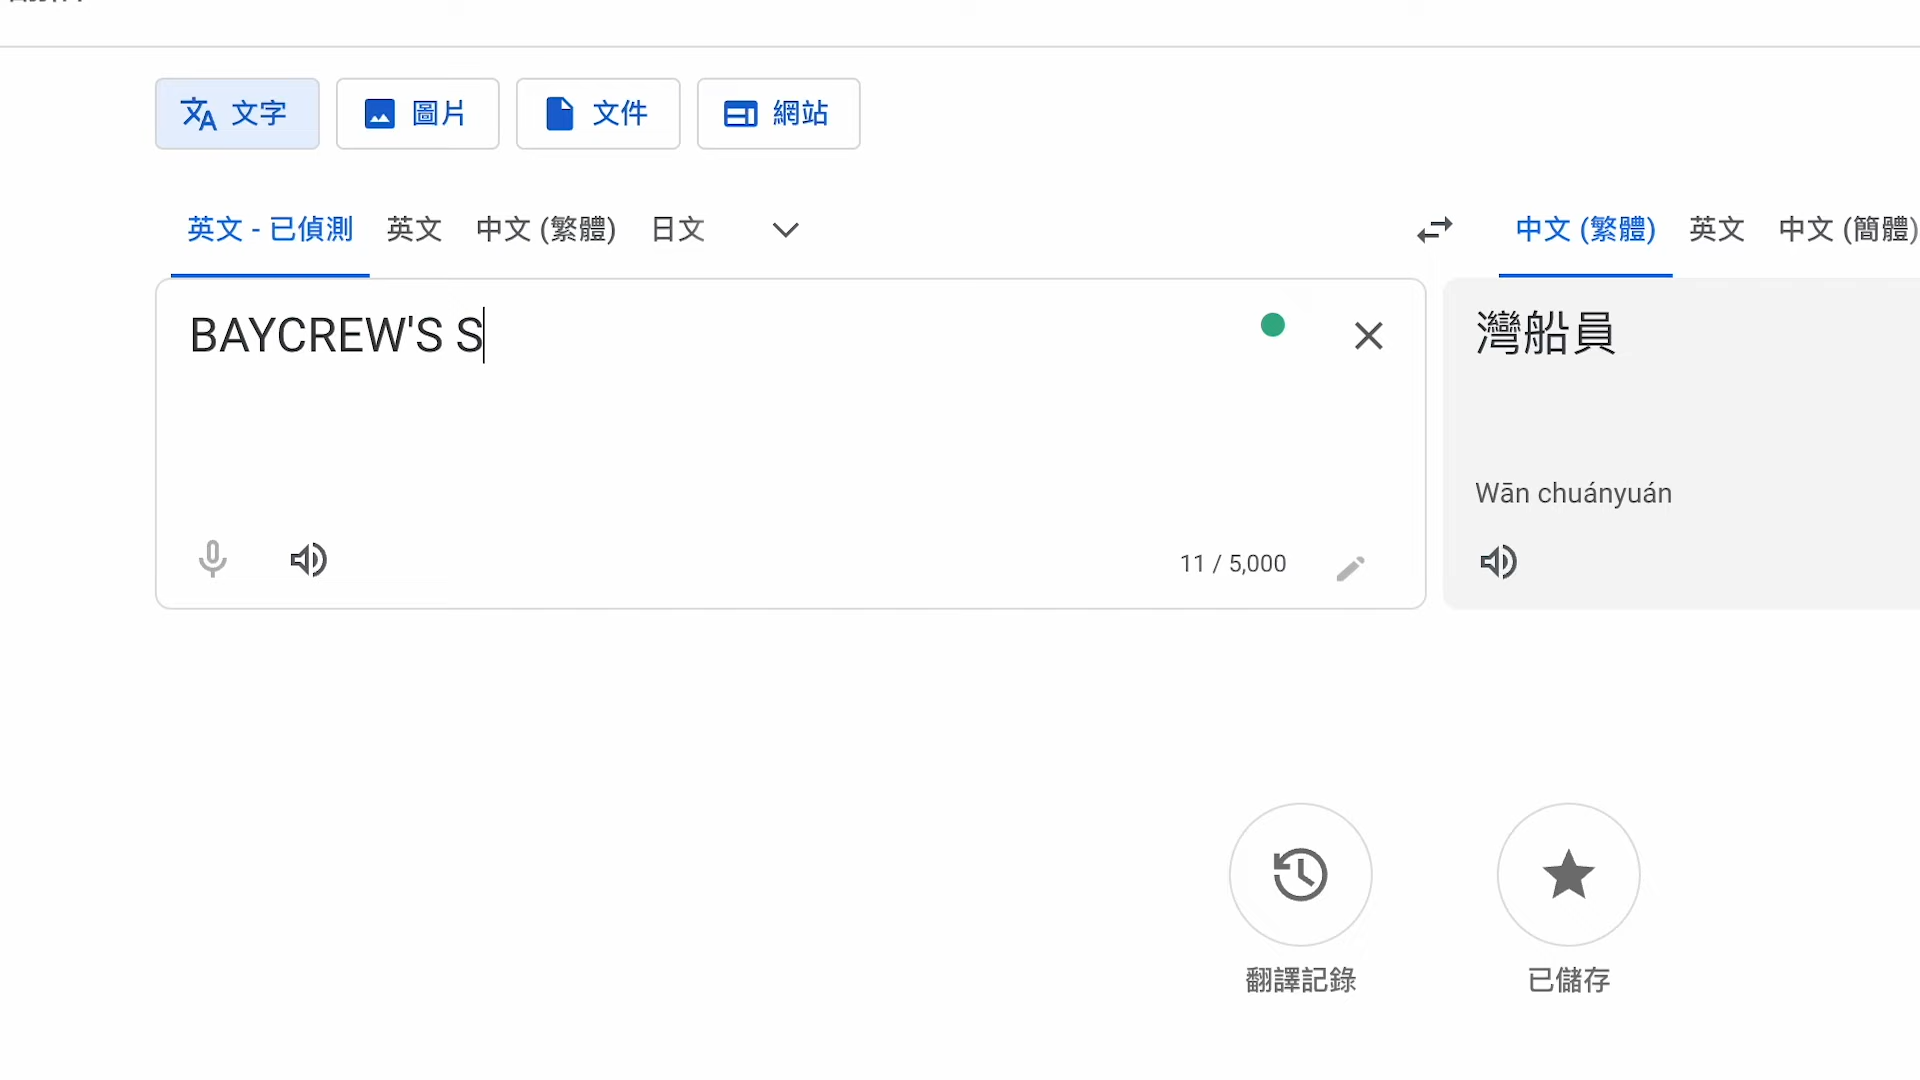 文字 圖片 文件 網站
英文 - 已偵測 英文 中文 (繁體) 日文 中文 (繁體) 英文 中文 (簡體)
BAYCREW'S S
灣船員
Wān chuányuán
11 / 5,000
翻譯記錄 已儲存